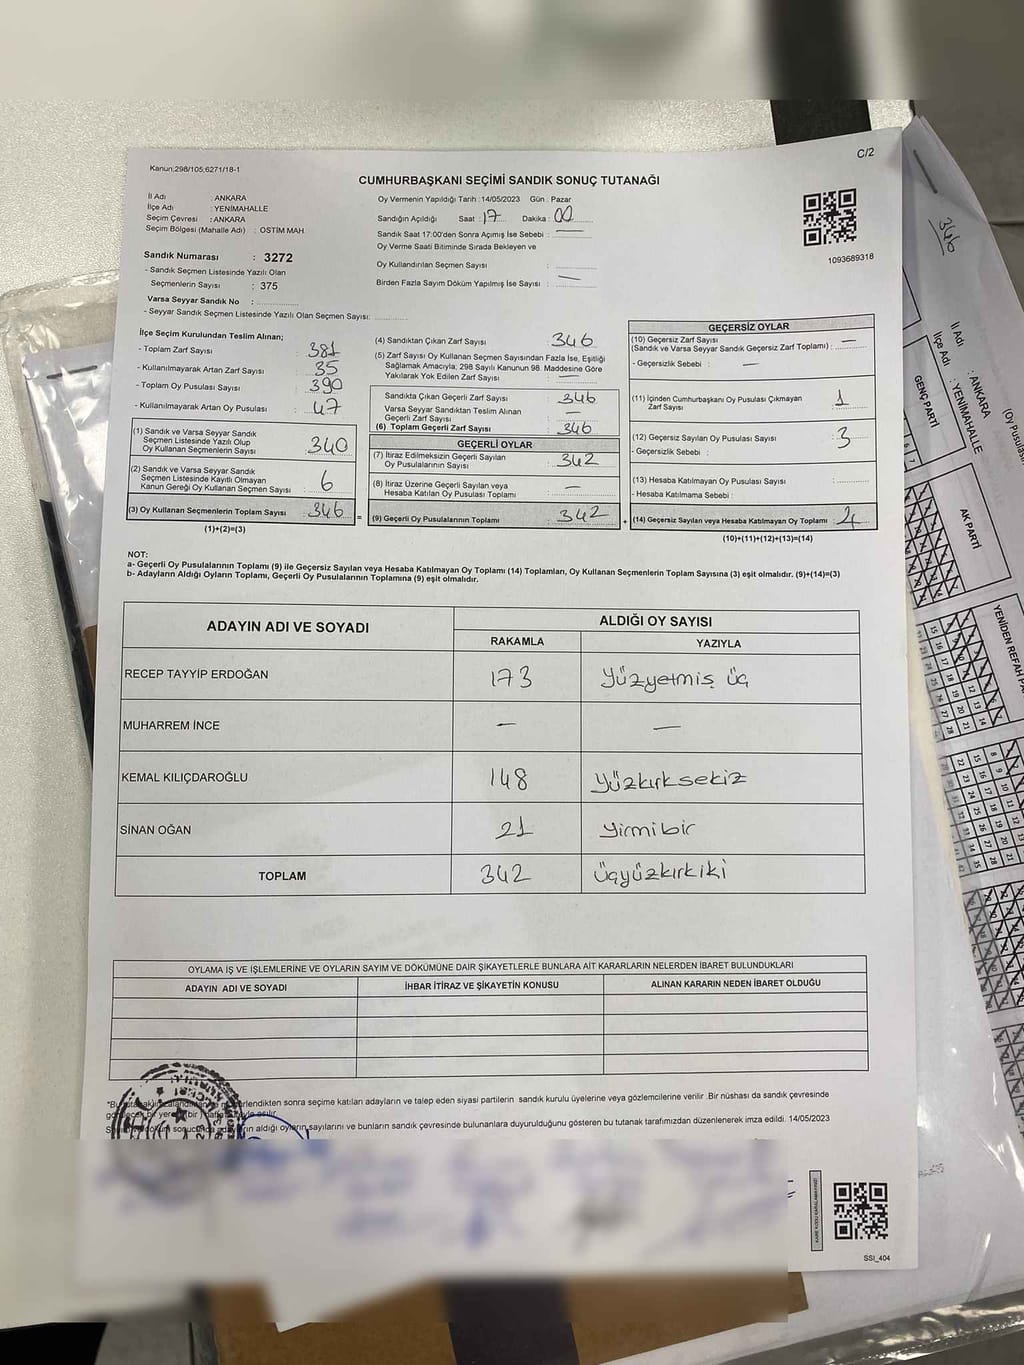 C/2
Kanun:298/105;6271/18-1
CUMHURBAŞKANI SEÇİMİ SANDIK SONUÇ TUTANAĞI
İl Adı : ANKARA
İlçe Adı : YENİMAHALLE
Seçim Çevresi : ANKARA
Seçim Bölgesi (Mahalle Adı) : OSTİM MAH.
Sandık Numarası : 3272
- Sandık Seçmen Listesinde Yazılı Olan
Seçmenlerin Sayısı : 375
Varsa Seyyar Sandık No :
- Seyyar Sandık Seçmen Listesinde Yazılı Olan Seçmen Sayısı:
Oy Vermenin Yapıldığı Tarih : 14/05/2023 Gün : Pazar
Sandığın Açıldığı Saat : 17 Dakika : 00
Sandık Saat 17:00'den Sonra Açımış İse Sebebi : —
Oy Verme Saati Bitiminde Sırada Bekleyen ve
Oy Kullandırılan Seçmen Sayısı :
Birden Fazla Sayım Döküm Yapılmış İse Sayısı : —
1093689318
İlçe Seçim Kurulundan Teslim Alınan;
- Toplam Zarf Sayısı : 381
- Kullanılmayarak Artan Zarf Sayısı : 35
- Toplam Oy Pusulası Sayısı : 390
- Kullanılmayarak Artan Oy Pusulası : 47
(1) Sandık ve Varsa Seyyar Sandık
Seçmen Listesinde Yazılı Olup
Oy Kullanan Seçmenlerin Sayısı : 340
(2) Sandık ve Varsa Seyyar Sandık
Seçmen Listesinde Kayıtlı Olmayan
Kanun Gereği Oy Kullanan Seçmen Sayısı : 6
(3) Oy Kullanan Seçmenlerin Toplam Sayısı : 346
(1)+(2)=(3)
(4) Sandıktan Çıkan Zarf Sayısı : 346
(5) Zarf Sayısı Oy Kullanan Seçmen Sayısından Fazla İse, Eşitliği
Sağlamak Amacıyla; 298 Sayılı Kanunun 98. Maddesine Göre
Yakılarak Yok Edilen Zarf Sayısı : —
Sandıkta Çıkan Geçerli Zarf Sayısı : 346
Varsa Seyyar Sandıktan Teslim Alınan
Geçerli Zarf Sayısı : —
(6) Toplam Geçerli Zarf Sayısı : 346
GEÇERLİ OYLAR
(7) İtiraz Edilmeksizin Geçerli Sayılan
Oy Pusulalarının Sayısı : 342
(8) İtiraz Üzerine Geçerli Sayılan veya
Hesaba Katılan Oy Pusulası Toplamı : —
= (9) Geçerli Oy Pusulalarının Toplamı : 342
GEÇERSİZ OYLAR
(10) Geçersiz Zarf Sayısı
(Sandık ve Varsa Seyyar Sandık Geçersiz Zarf Toplamı) : —
- Geçersizlik Sebebi : —
(11) İçinden Cumhurbaşkanı Oy Pusulası Çıkmayan
Zarf Sayısı : 1
(12) Geçersiz Sayılan Oy Pusulası Sayısı : 3
- Geçersizlik Sebebi :
(13) Hesaba Katılmayan Oy Pusulası Sayısı :
- Hesaba Katılmama Sebebi :
+ (14) Geçersiz Sayılan veya Hesaba Katılmayan Oy Toplamı : 4
(10)+(11)+(12)+(13)=(14)
NOT:
a- Geçerli Oy Pusulalarının Toplamı (9) ile Geçersiz Sayılan veya Hesaba Katılmayan Oy Toplamı (14) Toplamları, Oy Kullanan Seçmenlerin Toplam Sayısına (3) eşit olmalıdır. (9)+(14)=(3)
b- Adayların Aldığı Oyların Toplamı, Geçerli Oy Pusulalarının Toplamına (9) eşit olmalıdır.
ADAYIN ADI VE SOYADI
ALDIĞI OY SAYISI
RAKAMLA YAZIYLA
RECEP TAYYİP ERDOĞAN 173 Yüzyetmiş üç
MUHARREM İNCE — —
KEMAL KILIÇDAROĞLU 148 Yüzkırksekiz
SİNAN OĞAN 21 Yirmibir
TOPLAM 342 Üçyüzkırkiki
OYLAMA İŞ VE İŞLEMLERİNE VE OYLARIN SAYIM VE DÖKÜMÜNE DAİR ŞİKAYETLERLE BUNLARA AİT KARARLARIN NELERDEN İBARET BULUNDUKLARI
ADAYIN ADI VE SOYADI İHBAR İTİRAZ VE ŞİKAYETİN KONUSU ALINAN KARARIN NEDEN İBARET OLDUĞU
sonra seçime katılan adayların ve talep eden siyasi partilerin sandık kurulu üyelerine veya gözlemcilerine verilir .Bir nüshası da sandık çevresinde
aldığı oyların sayılarını ve bunların sandık çevresinde bulunanlara duyurulduğunu gösteren bu tutanak tarafımızdan düzenlenerek imza edildi. 14/05/2023
SSI_404
346
İl Adı : ANKARA
İlçe Adı : YENİMAHALLE
GENÇ PARTİ
AK PARTİ
YENİDEN REFAH